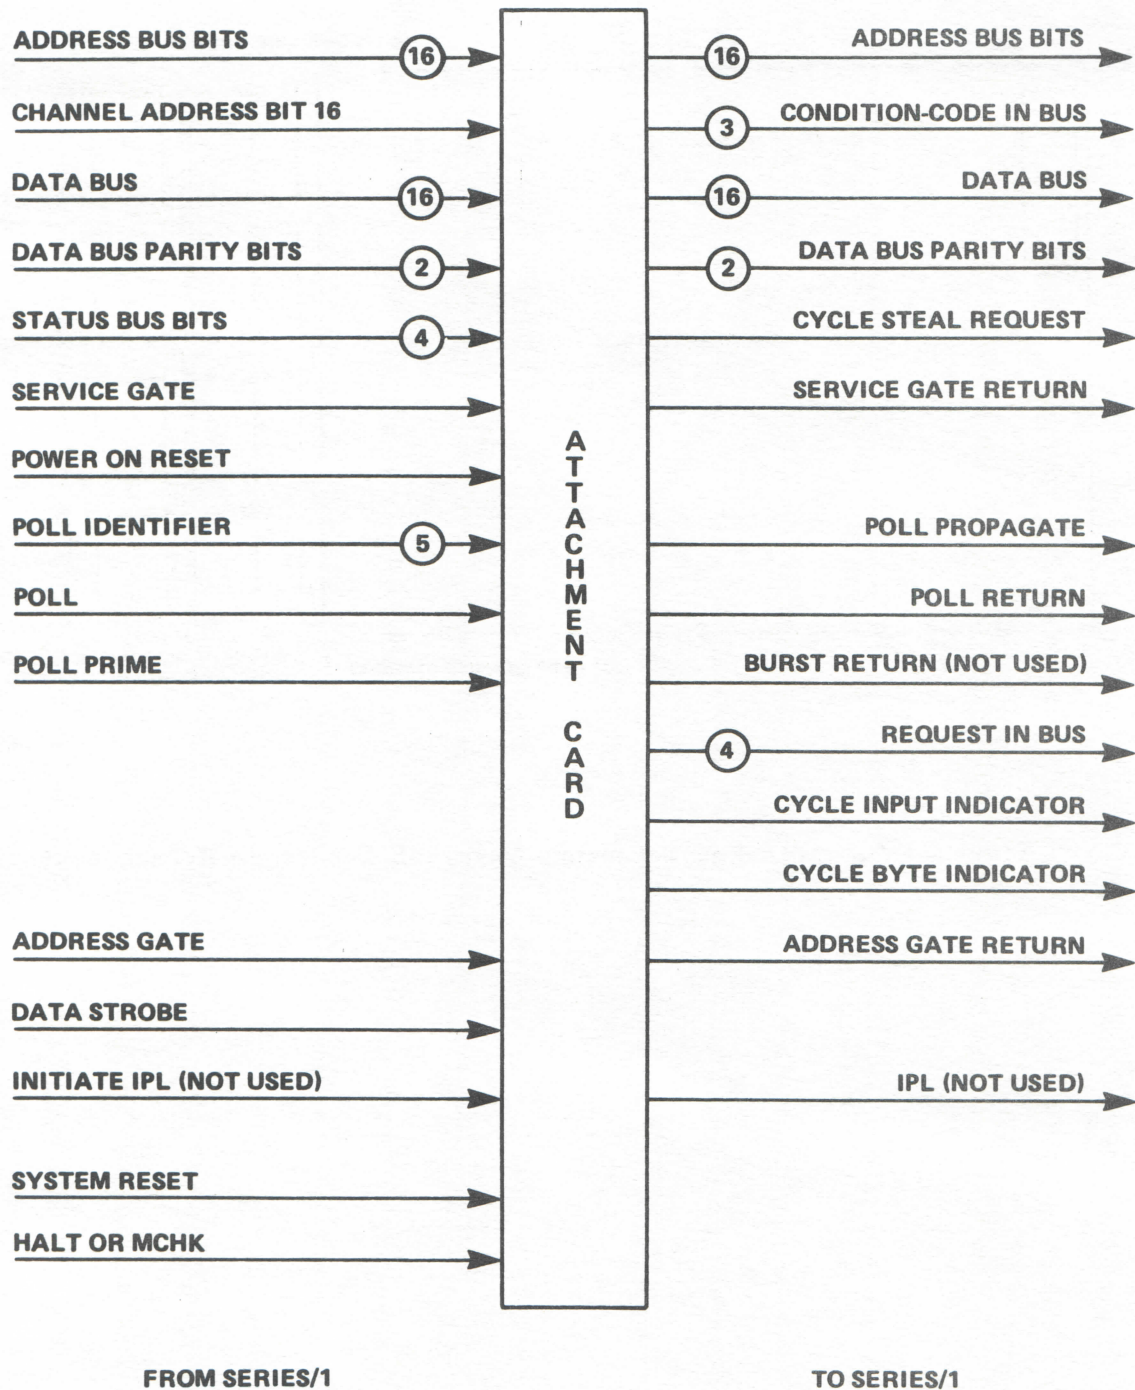 ADDRESS BUS BITS
16
CHANNEL ADDRESS BIT 16
DATA BUS
16
DATA BUS PARITY BITS
2
STATUS BUS BITS
4
SERVICE GATE
POWER ON RESET
POLL IDENTIFIER
5
POLL
POLL PRIME
ADDRESS GATE
DATA STROBE
INITIATE IPL (NOT USED)
SYSTEM RESET
HALT OR MCHK
FROM SERIES/1
ATTACHMENT CARD
16
ADDRESS BUS BITS
3
CONDITION-CODE IN BUS
16
DATA BUS
2
DATA BUS PARITY BITS
CYCLE STEAL REQUEST
SERVICE GATE RETURN
POLL PROPAGATE
POLL RETURN
BURST RETURN (NOT USED)
4
REQUEST IN BUS
CYCLE INPUT INDICATOR
CYCLE BYTE INDICATOR
ADDRESS GATE RETURN
IPL (NOT USED)
TO SERIES/1